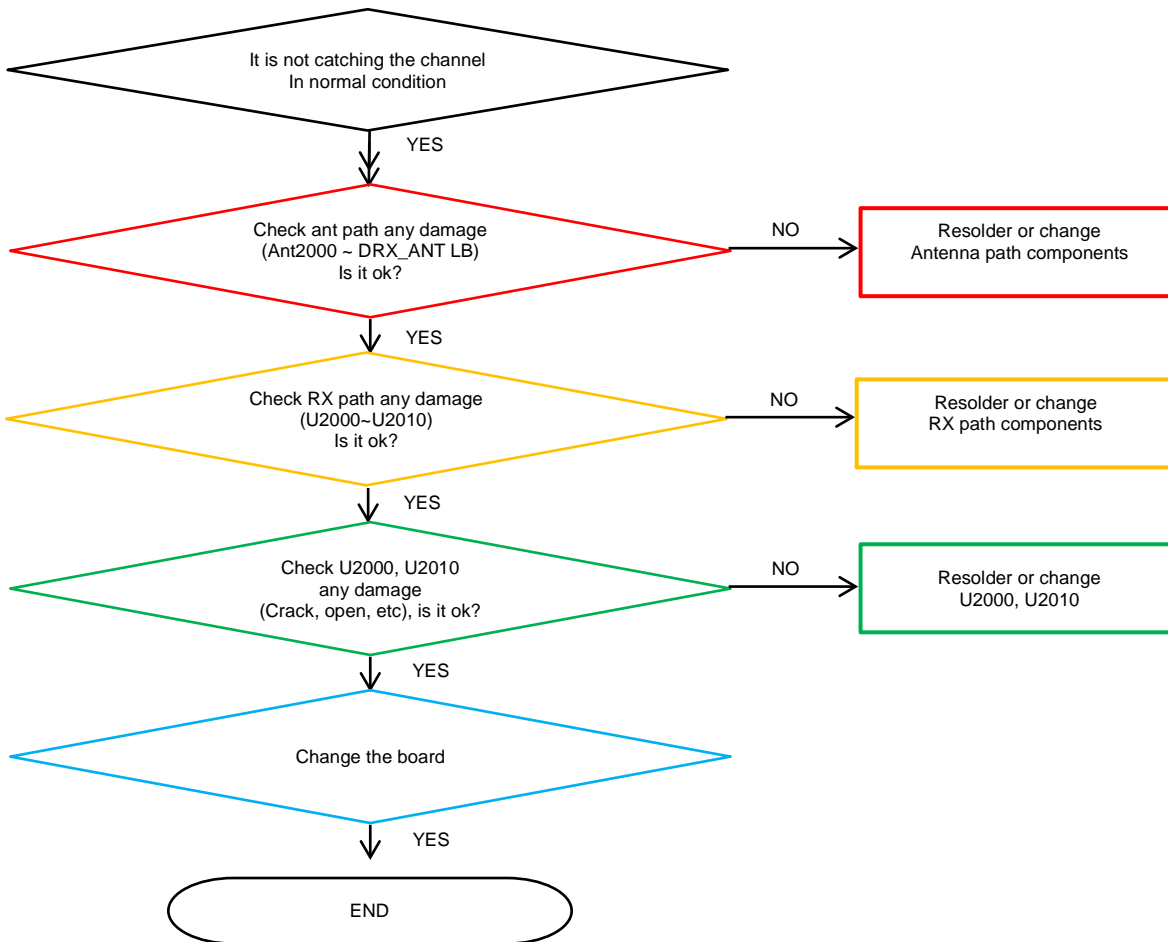 It is not catching the channel
In normal condition
YES
Check ant path any damage
(Ant2000 ~ DRX_ANT LB)
Is it ok?
NO
Resolder or change
Antenna path components
YES
Check RX path any damage
(U2000~U2010)
Is it ok?
NO
Resolder or change
RX path components
YES
Check U2000, U2010
any damage
(Crack, open, etc), is it ok?
NO
Resolder or change
U2000, U2010
YES
Change the board
YES
END